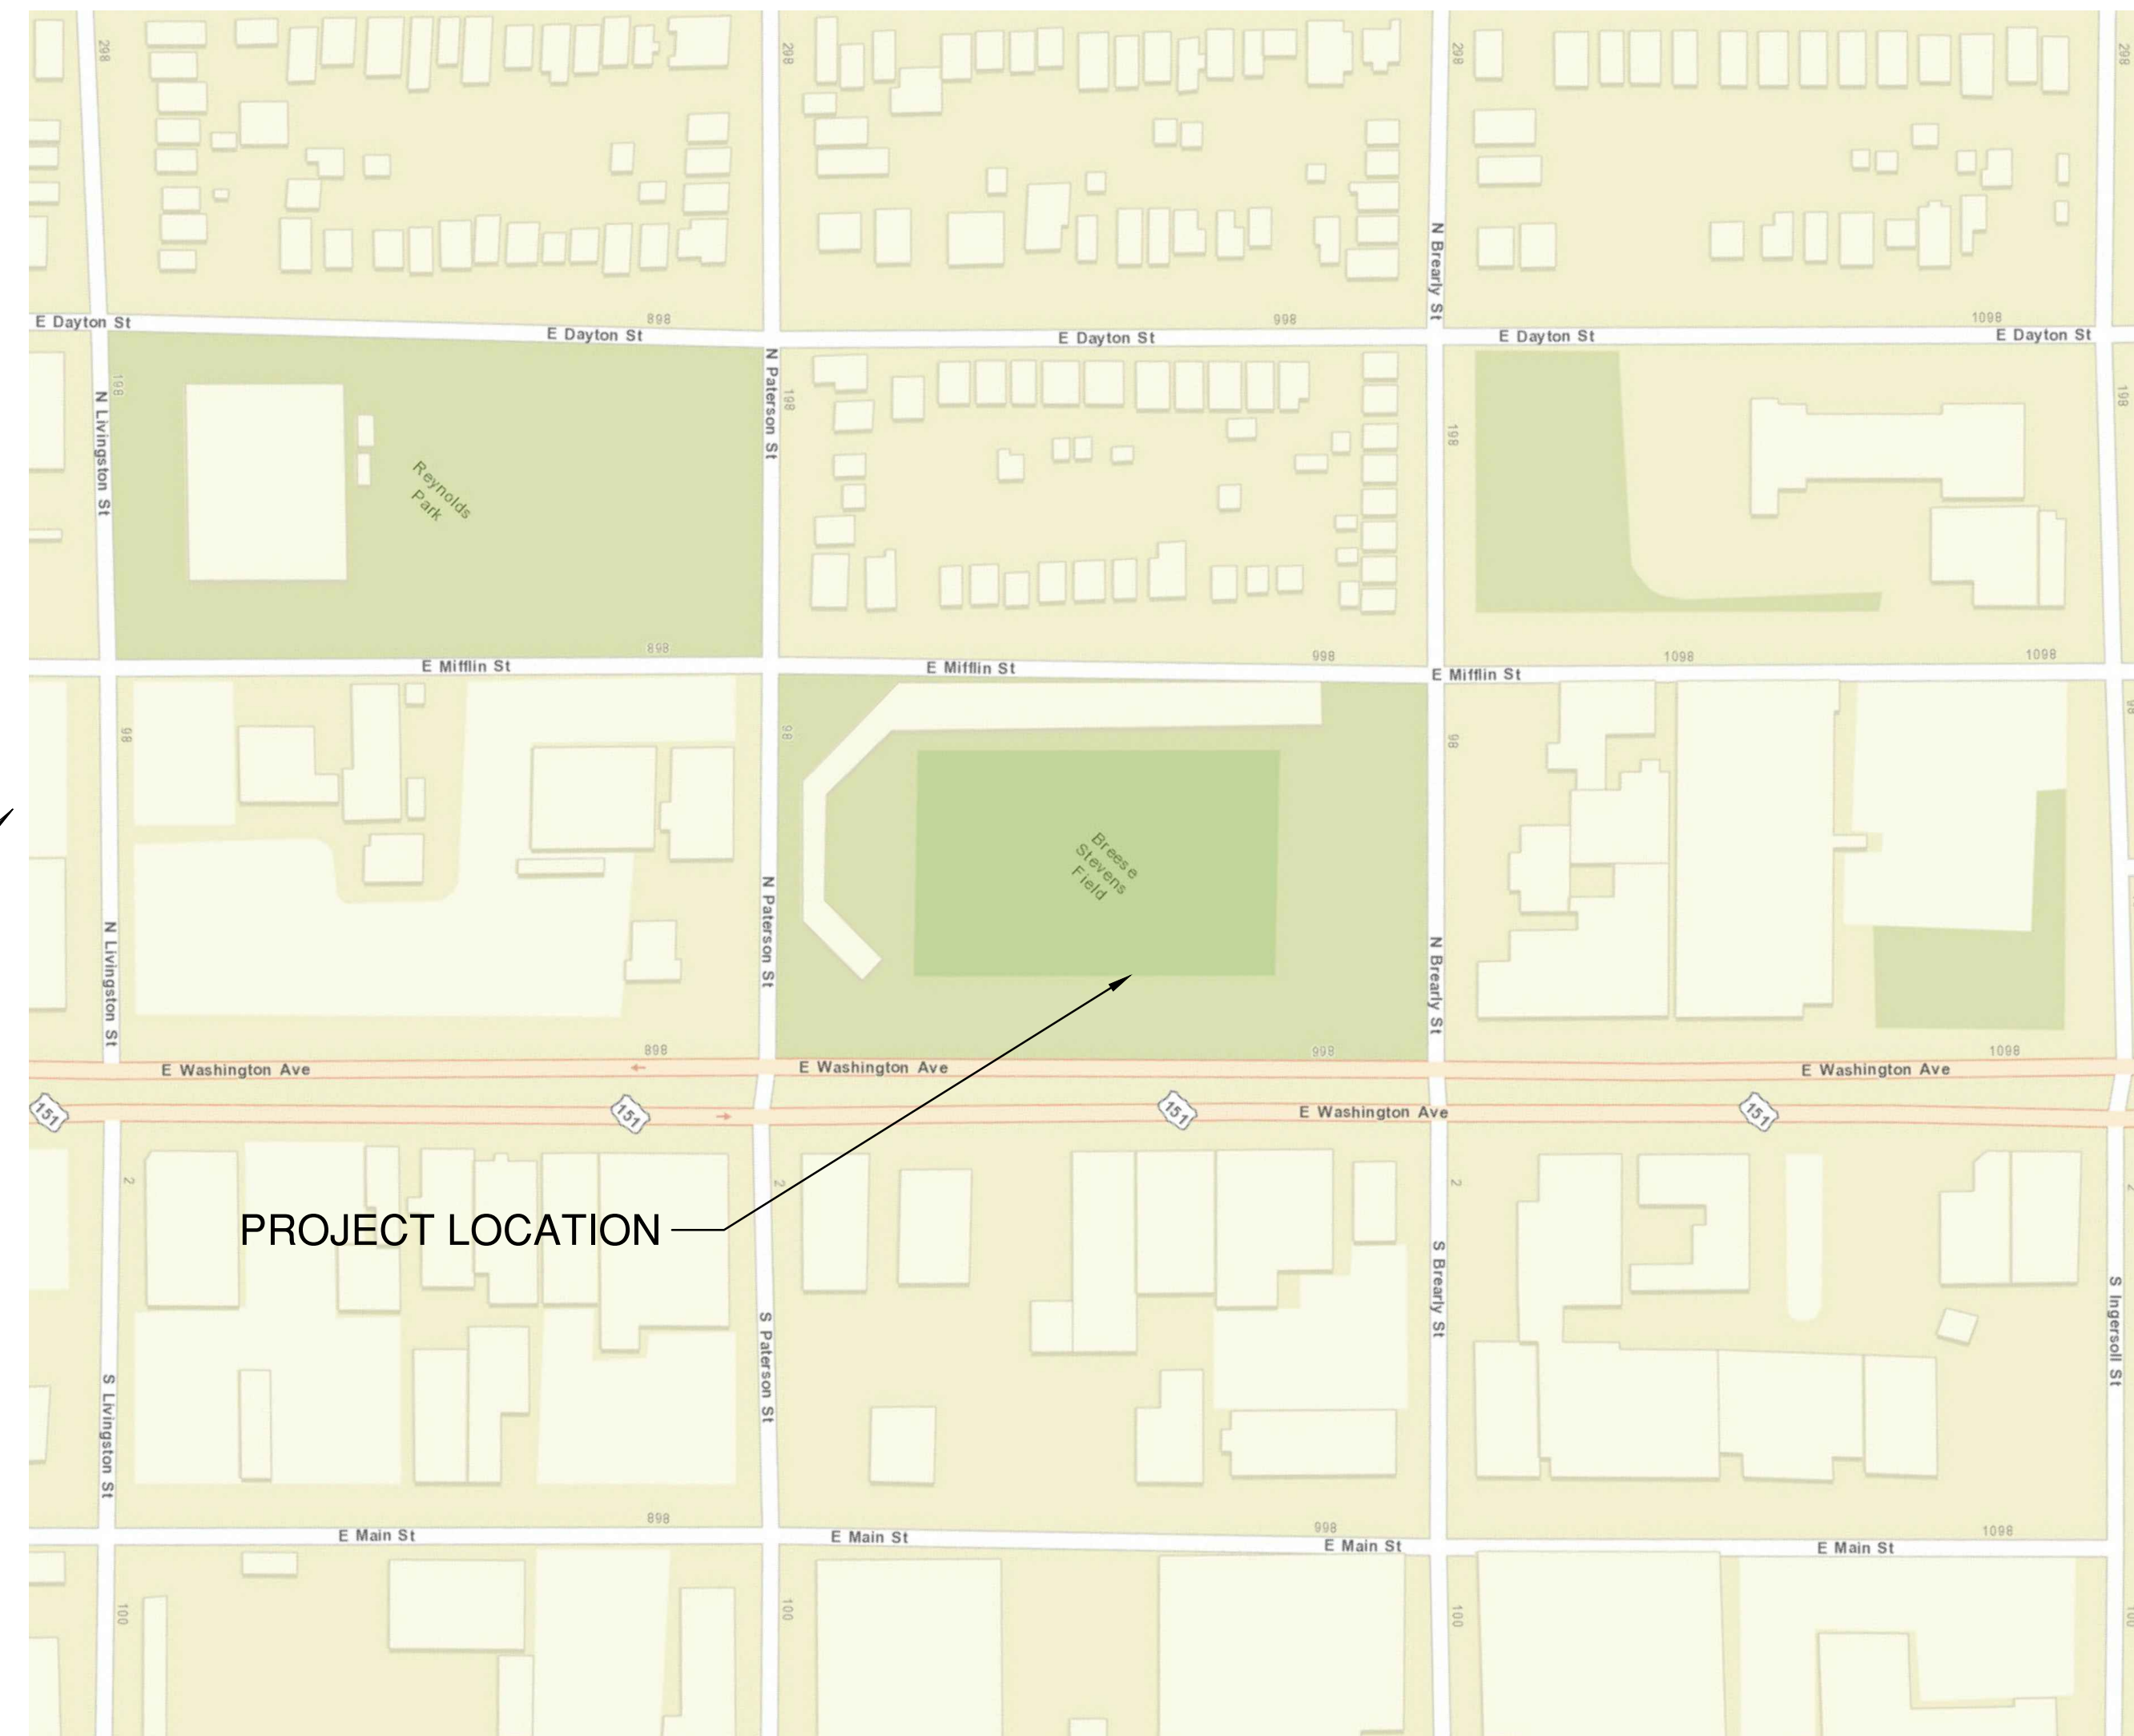 298
298
298
298
N Brearly St
898
998
1098
E Dayton St
E Dayton St
E Dayton St
E Dayton St
E Dayton St
198
N Livingston St
N Paterson St
198
198
198
Reynolds
Park
898
998
1098
1098
E Mifflin St
E Mifflin St
E Mifflin St
98
98
98
98
Breese
Stevens
Field
N Livingston St
N Paterson St
N Brearly St
898
998
1098
E Washington Ave
E Washington Ave
E Washington Ave
151
151
151
E Washington Ave
151
2
2
2
2
PROJECT LOCATION
S Livingston St
S Paterson St
S Brearly St
S Ingersoll St
898
998
1098
E Main St
E Main St
E Main St
E Main St
100
100
100
100